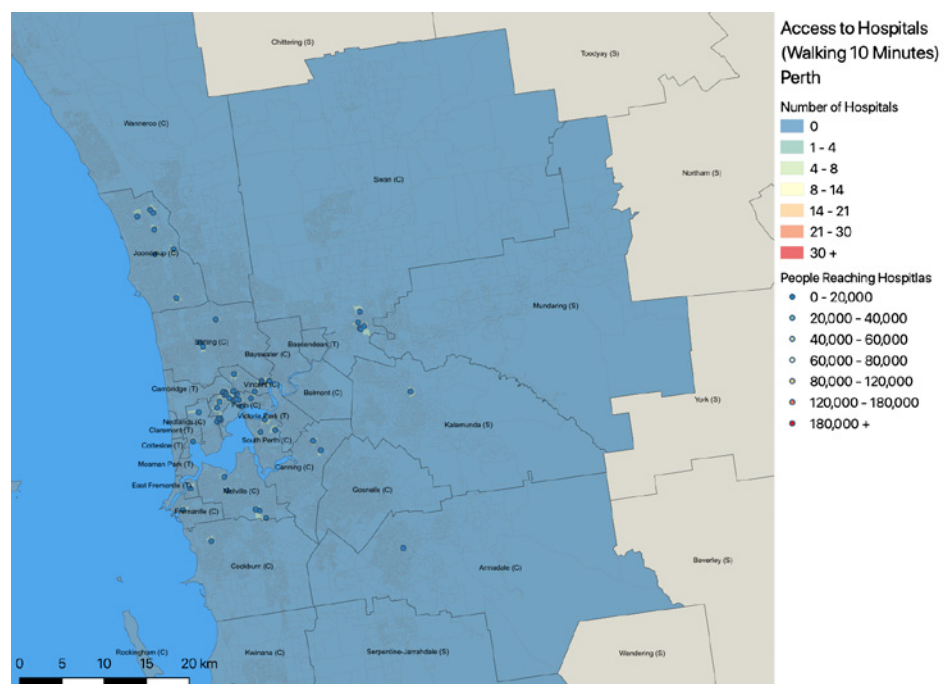 Access to Hospitals
(Walking 10 Minutes)
Perth
Number of Hospitals
0
1 - 4
4 - 8
8 - 14
14 - 21
21 - 30
30 +
People Reaching Hospitlas
0 - 20,000
20,000 - 40,000
40,000 - 60,000
60,000 - 80,000
80,000 - 120,000
120,000 - 180,000
180,000 +
Chittering (S)
Toodyay (S)
Wanneroo (C)
Northam (S)
Swan (C)
Joondalup (C)
Mundaring (S)
Stirling (C)
Bassendean (T)
Bayswater (C)
Cambridge (T)
Vincent (C)
Belmont (C)
York (S)
Perth (C)
Nedlands (C)
Victoria Park (T)
Kalamunda (S)
Claremont (T)
Cottesloe (T)
South Perth (C)
Mosman Park (T)
Canning (C)
East Fremantle (T)
Melville (C)
Gosnells (C)
Fremantle (C)
Cockburn (C)
Armadale (C)
Beverley (S)
Rockingham (C)
Kwinana (C)
Serpentine-Jarrahdale (S)
Wandering (S)
0 5 10 15 20 km